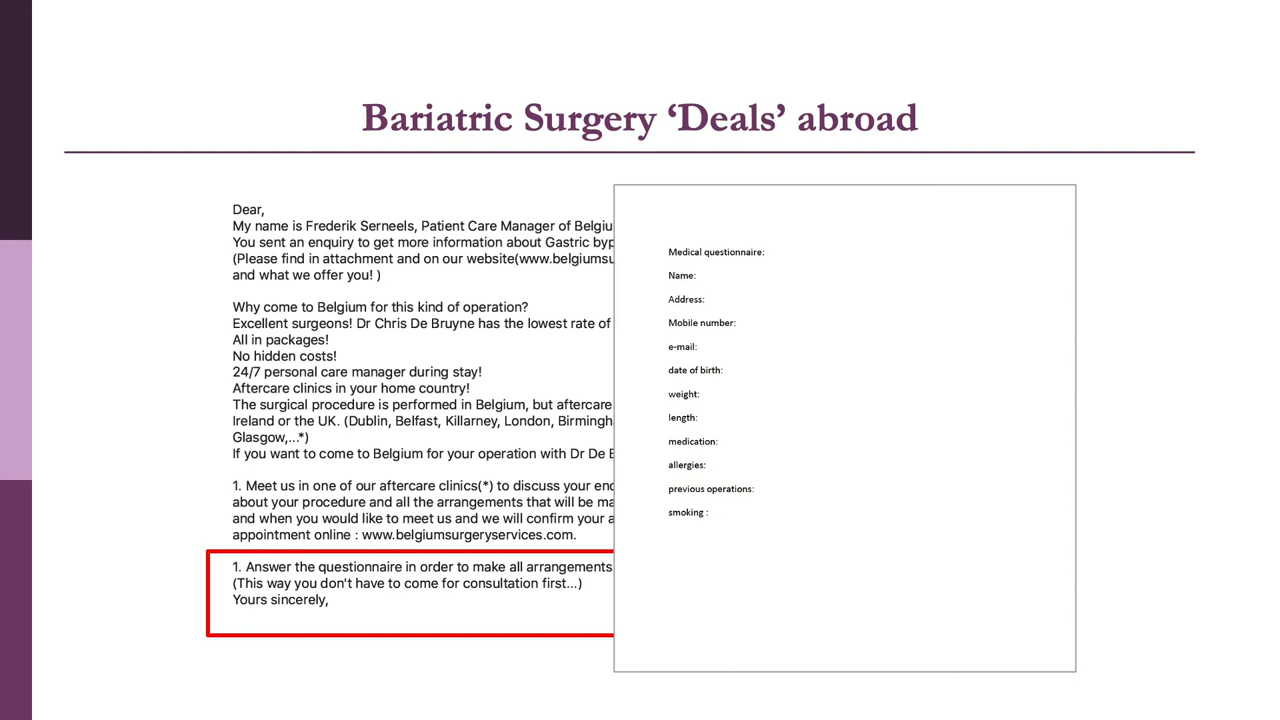 Bariatric Surgery ‘Deals’ abroad
Dear,
My name is Frederik Serneels, Patient Care Manager of
You sent an enquiry to get more information about Gastric
(Please find in attachment and on our
and what we offer you! )
Why come to Belgium for this kind of operation?
Excellent surgeons! Dr Chris De Bruyne has the lowest rate of
All in packages!
No hidden costs!
24/7 personal care manager during stay!
Aftercare clinics in your home country!
The surgical procedure is performed in Belgium, but aftercare
Ireland or the UK. (Dublin, Belfast, Killarney, London,
Glasgow,...*)
If you want to come to Belgium for your operation with Dr De
1. Meet us in one of our aftercare clinics(*) to discuss your
about your procedure and all the arrangements that will be
and when you would like to meet us and we will confirm your
appointment online : www.belgiumsurgeryservices.com.
1. Answer the questionnaire in order to make all arrangements
(This way you don't have to come for consultation first...)
Yours sincerely,
Medical questionnaire:
Name:
Address:
Mobile number:
e-mail:
date of birth:
weight:
length:
medication:
allergies:
previous operations:
smoking :